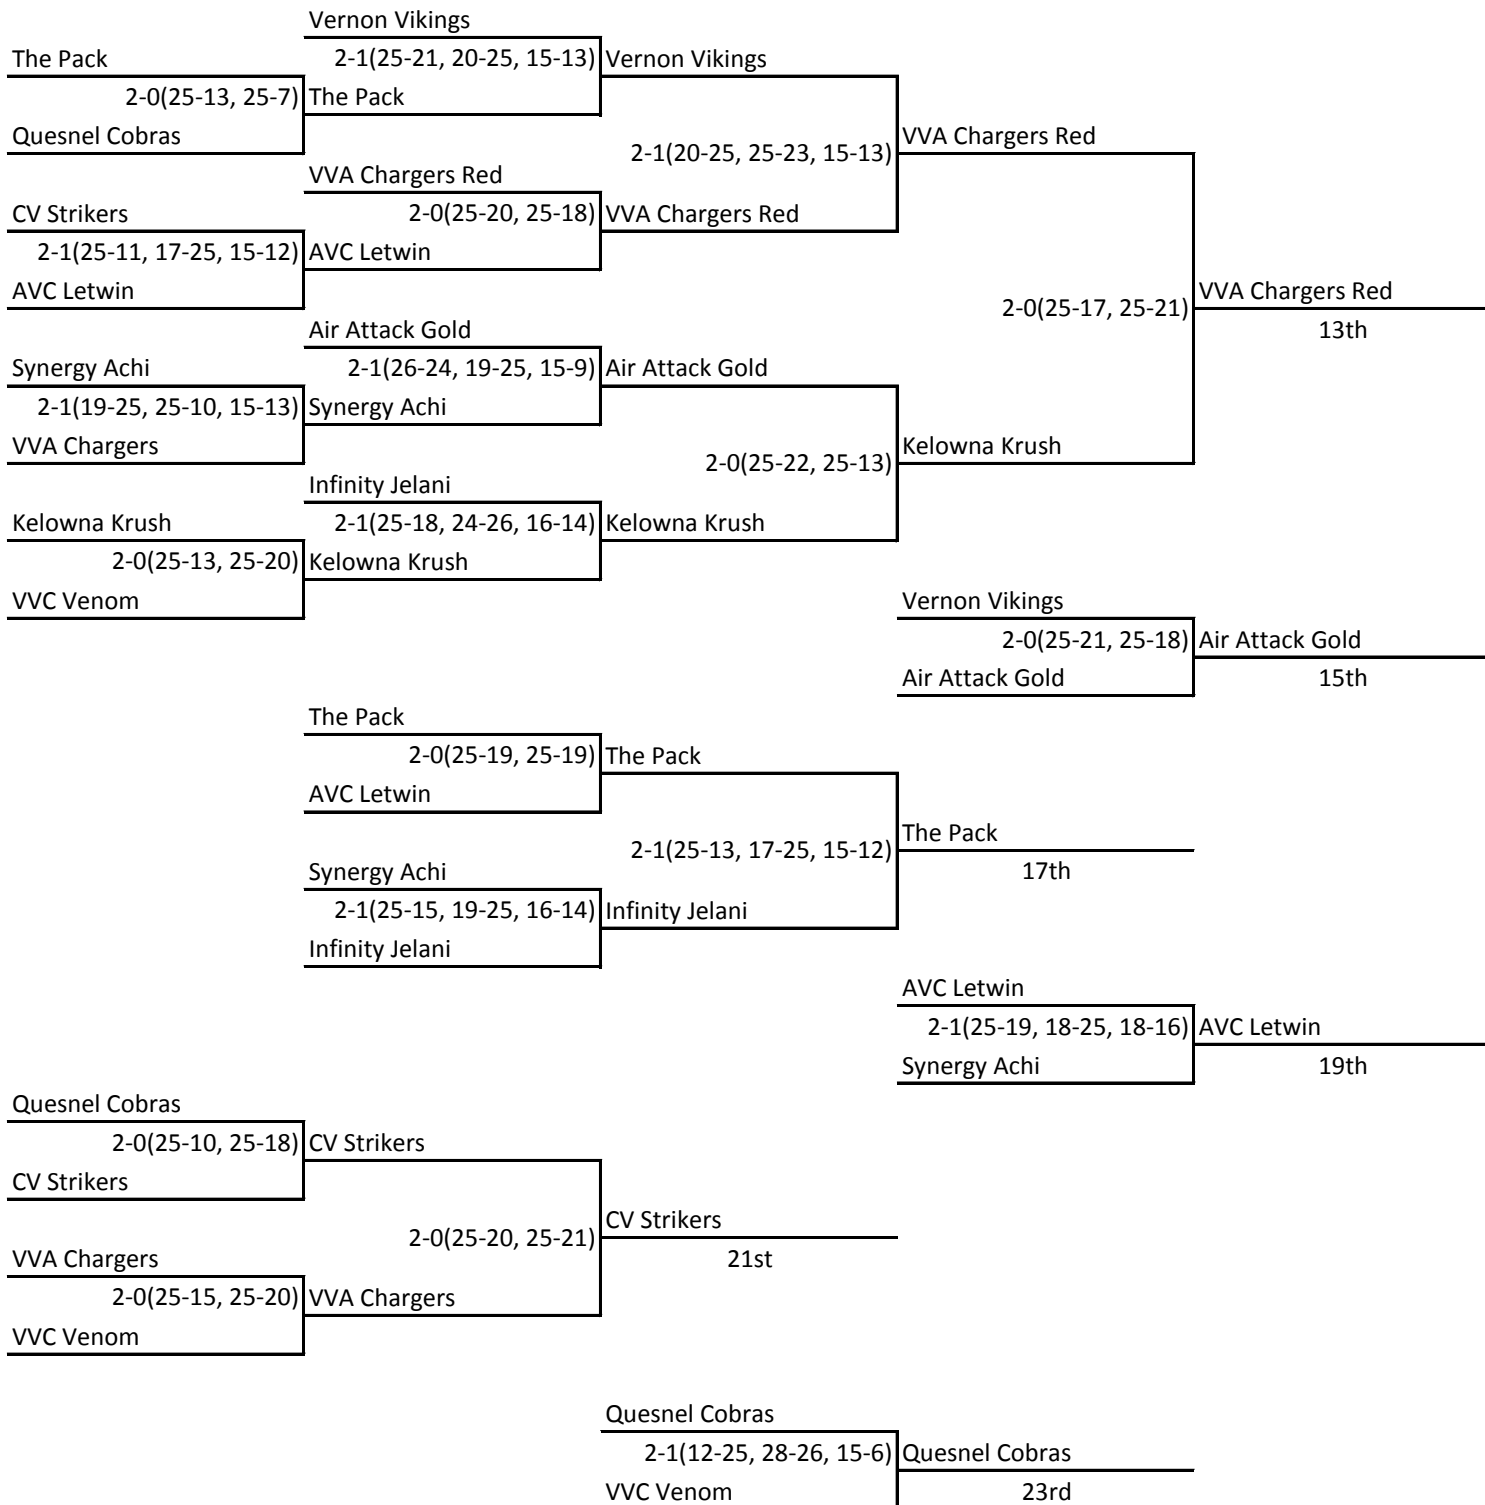 Vernon Vikings
The Pack
2-1(25-21, 20-25, 15-13)
Vernon Vikings
2-0(25-13, 25-7)
The Pack
Quesnel Cobras
2-1(20-25, 25-23, 15-13)
VVA Chargers Red
VVA Chargers Red
CV Strikers
2-0(25-20, 25-18)
VVA Chargers Red
2-1(25-11, 17-25, 15-12)
AVC Letwin
AVC Letwin
2-0(25-17, 25-21)
VVA Chargers Red
Air Attack Gold
13th
Synergy Achi
2-1(26-24, 19-25, 15-9)
Air Attack Gold
2-1(19-25, 25-10, 15-13)
Synergy Achi
VVA Chargers
2-0(25-22, 25-13)
Kelowna Krush
Infinity Jelani
Kelowna Krush
2-1(25-18, 24-26, 16-14)
Kelowna Krush
2-0(25-13, 25-20)
Kelowna Krush
VVC Venom
Vernon Vikings
2-0(25-21, 25-18)
Air Attack Gold
Air Attack Gold
15th
The Pack
2-0(25-19, 25-19)
The Pack
AVC Letwin
2-1(25-13, 17-25, 15-12)
The Pack
Synergy Achi
17th
2-1(25-15, 19-25, 16-14)
Infinity Jelani
Infinity Jelani
AVC Letwin
2-1(25-19, 18-25, 18-16)
AVC Letwin
Synergy Achi
19th
Quesnel Cobras
2-0(25-10, 25-18)
CV Strikers
CV Strikers
2-0(25-20, 25-21)
CV Strikers
VVA Chargers
21st
2-0(25-15, 25-20)
VVA Chargers
VVC Venom
Quesnel Cobras
2-1(12-25, 28-26, 15-6)
Quesnel Cobras
VVC Venom
23rd